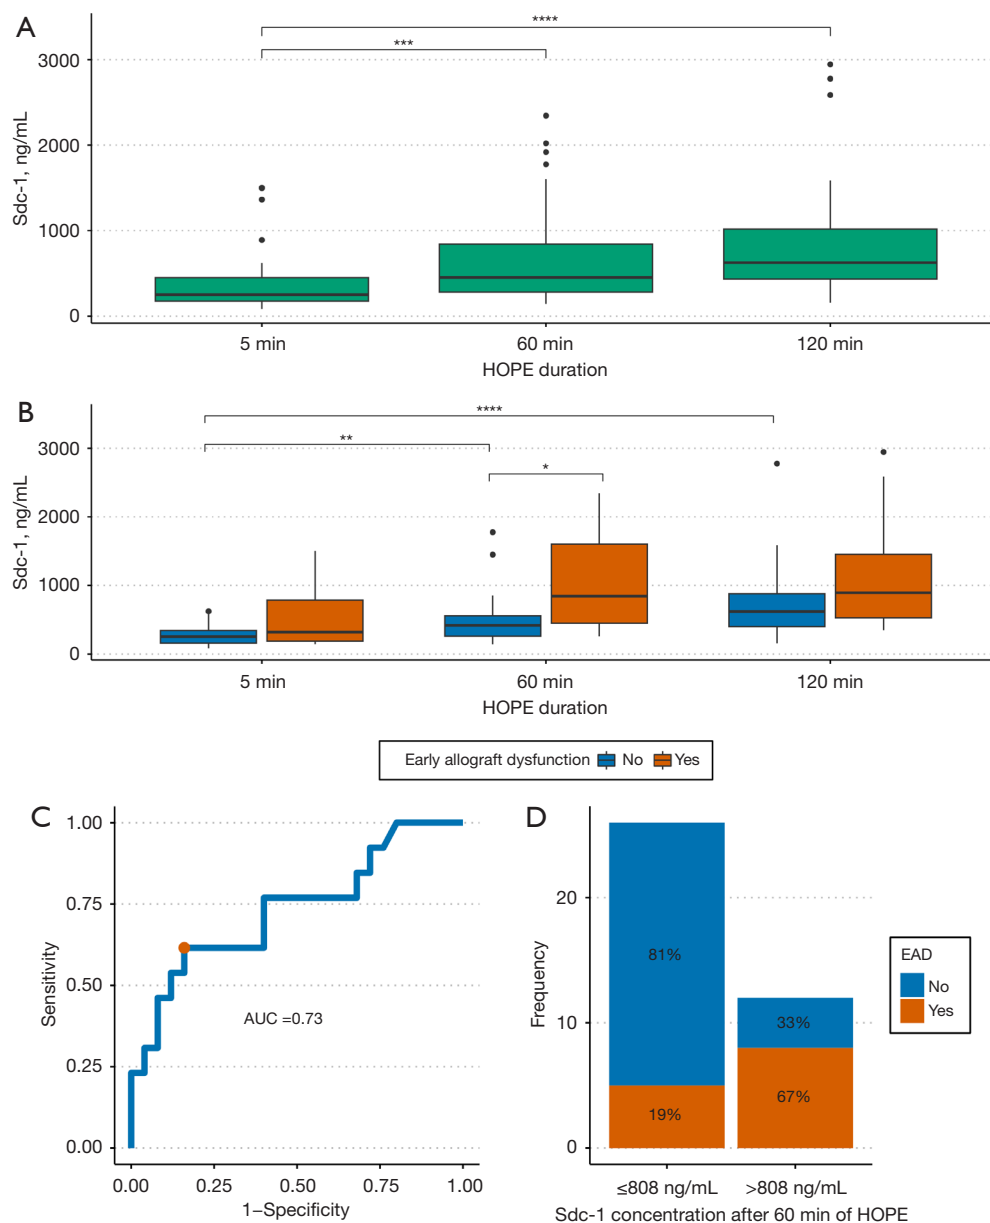 A
****
***
3000
2000
1000
0
Sdc-1, ng/mL
5 min
60 min
120 min
HOPE duration
B
****
**
*
3000
2000
1000
0
Sdc-1, ng/mL
5 min
60 min
120 min
HOPE duration
Early allograft dysfunction No Yes
C
1.00
0.75
0.50
0.25
0.00
Sensitivity
AUC =0.73
0.00 0.25 0.50 0.75 1.00
1–Specificity
D
20
10
0
Frequency
81%
19%
33%
67%
≤808 ng/mL >808 ng/mL
Sdc-1 concentration after 60 min of HOPE
EAD
No
Yes